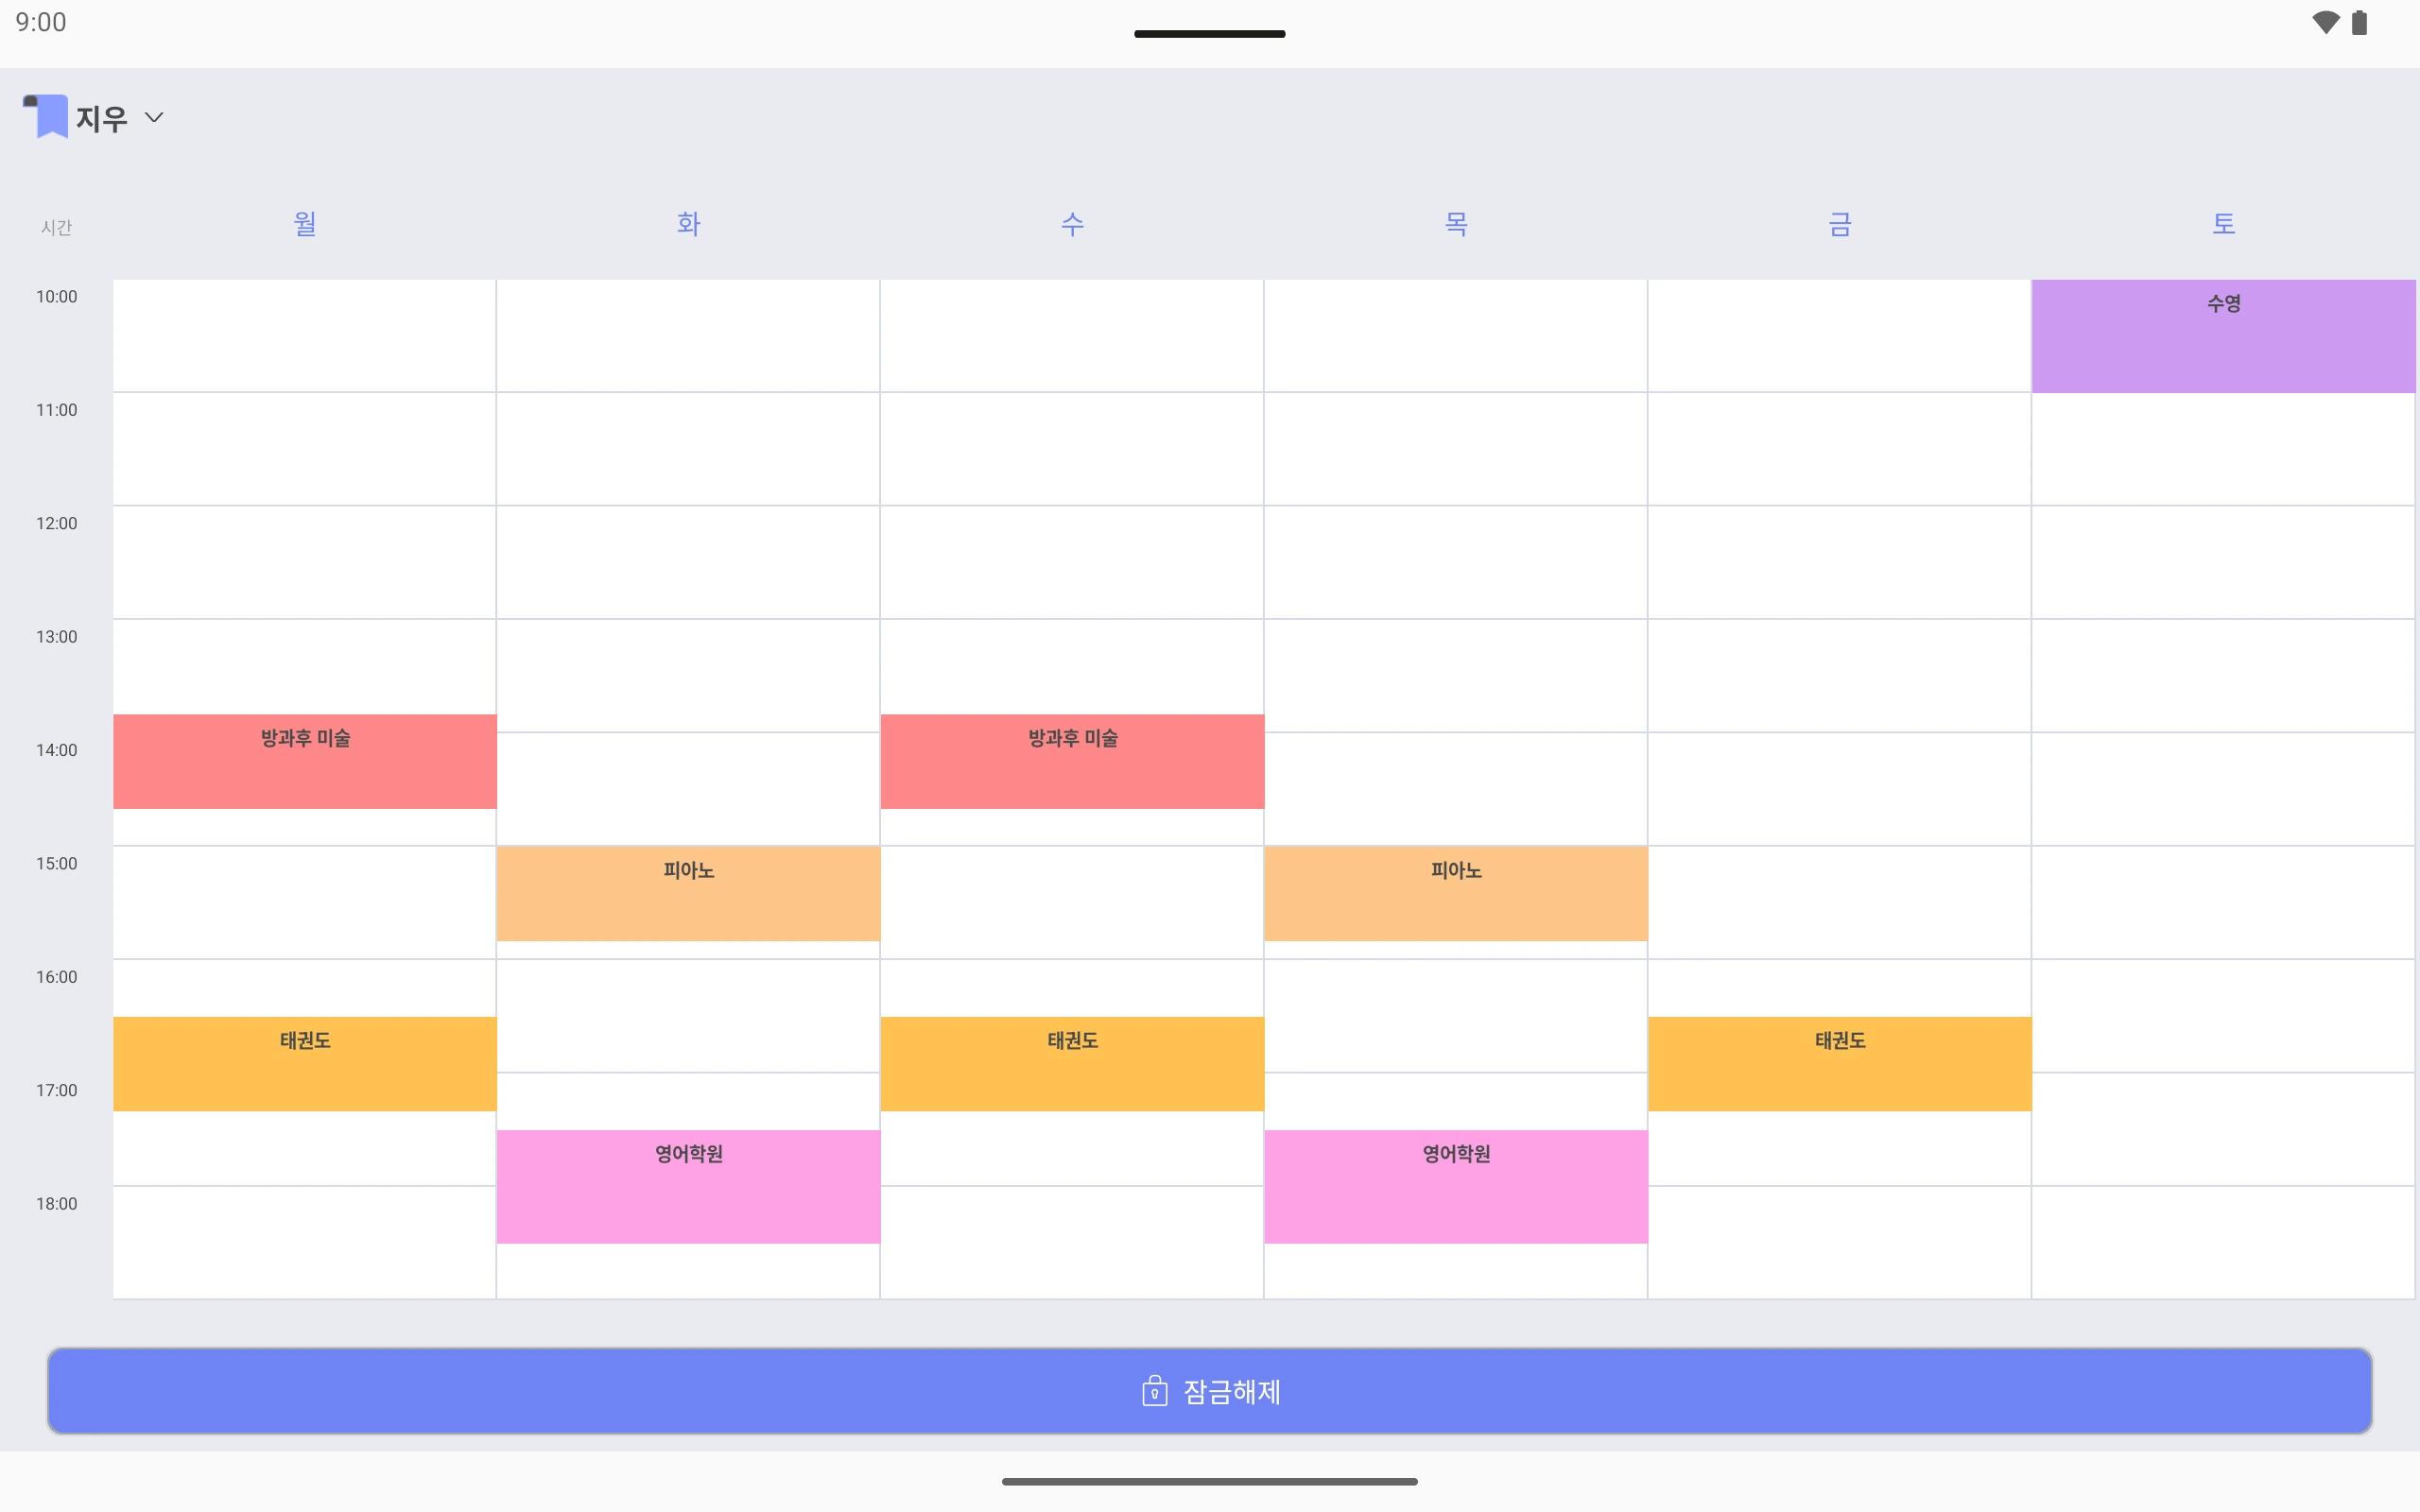 9:00
지우
시간 월 화 수 목 금 토
10:00 수영
11:00
12:00
13:00
방과후 미술 방과후 미술
14:00
15:00 피아노 피아노
16:00
태권도 태권도 태권도
17:00
영어학원 영어학원
18:00
잠금해제